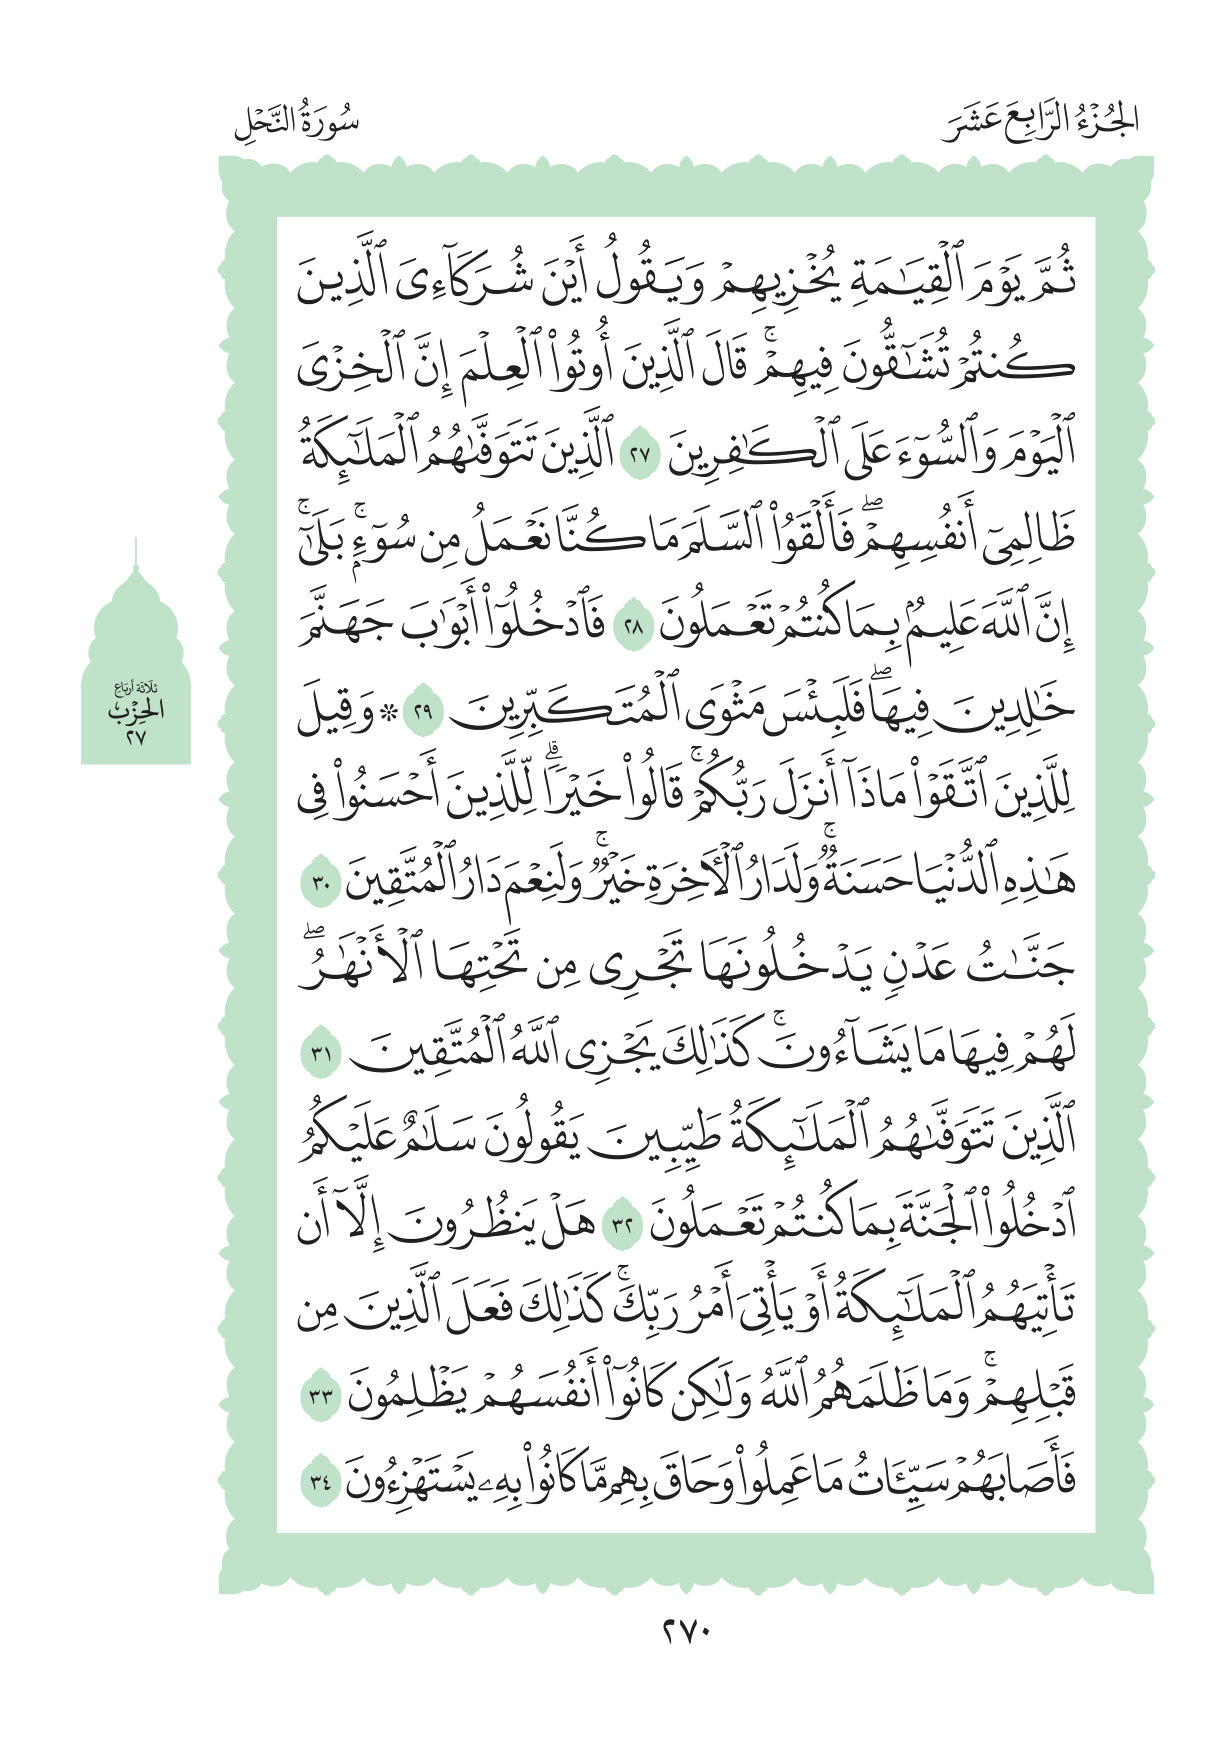 الجُزْءُ الرَّابِعَ عَشَرَ
سُورَةُ النَّحْلِ
ثُمَّ يَوْمَ ٱلْقِيَـٰمَةِ يُخْزِيهِمْ وَيَقُولُ أَيْنَ شُرَكَآءِىَ ٱلَّذِينَ
كُنتُمْ تُشَـٰٓقُّونَ فِيهِمْ ۚ قَالَ ٱلَّذِينَ أُوتُوا۟ ٱلْعِلْمَ إِنَّ ٱلْخِزْىَ
ٱلْيَوْمَ وَٱلسُّوٓءَ عَلَى ٱلْكَـٰفِرِينَ ٢٧ ٱلَّذِينَ تَتَوَفَّىٰهُمُ ٱلْمَلَـٰٓئِكَةُ
ظَالِمِىٓ أَنفُسِهِمْ ۖ فَأَلْقَوُا۟ ٱلسَّلَمَ مَا كُنَّا نَعْمَلُ مِن سُوٓءٍۭ ۚ بَلَىٰٓ ۚ
إِنَّ ٱللَّهَ عَلِيمٌۢ بِمَا كُنتُمْ تَعْمَلُونَ ٢٨ فَٱدْخُلُوٓا۟ أَبْوَٰبَ جَهَنَّمَ
خَـٰلِدِينَ فِيهَا ۖ فَلَبِئْسَ مَثْوَى ٱلْمُتَكَبِّرِينَ ٢٩ ۞ وَقِيلَ
لِلَّذِينَ ٱتَّقَوْا۟ مَاذَآ أَنزَلَ رَبُّكُمْ ۚ قَالُوا۟ خَيْرًا ۗ لِّلَّذِينَ أَحْسَنُوا۟ فِى
هَـٰذِهِ ٱلدُّنْيَا حَسَنَةٌ ۚ وَلَدَارُ ٱلْـَٔاخِرَةِ خَيْرٌ ۚ وَلَنِعْمَ دَارُ ٱلْمُتَّقِينَ ٣٠
جَنَّـٰتُ عَدْنٍ يَدْخُلُونَهَا تَجْرِى مِن تَحْتِهَا ٱلْأَنْهَـٰرُ ۖ
لَهُمْ فِيهَا مَا يَشَآءُونَ ۚ كَذَٰلِكَ يَجْزِى ٱللَّهُ ٱلْمُتَّقِينَ ٣١
ٱلَّذِينَ تَتَوَفَّىٰهُمُ ٱلْمَلَـٰٓئِكَةُ طَيِّبِينَ يَقُولُونَ سَلَـٰمٌ عَلَيْكُمُ
ٱدْخُلُوا۟ ٱلْجَنَّةَ بِمَا كُنتُمْ تَعْمَلُونَ ٣٢ هَلْ يَنظُرُونَ إِلَّآ أَن
تَأْتِيَهُمُ ٱلْمَلَـٰٓئِكَةُ أَوْ يَأْتِىَ أَمْرُ رَبِّكَ ۚ كَذَٰلِكَ فَعَلَ ٱلَّذِينَ مِن
قَبْلِهِمْ ۚ وَمَا ظَلَمَهُمُ ٱللَّهُ وَلَـٰكِن كَانُوٓا۟ أَنفُسَهُمْ يَظْلِمُونَ ٣٣
فَأَصَابَهُمْ سَيِّـَٔاتُ مَا عَمِلُوا۟ وَحَاقَ بِهِم مَّا كَانُوا۟ بِهِۦ يَسْتَهْزِءُونَ ٣٤
ثلاثة أرباع
الحِزْب
٢٧
٢٧٠